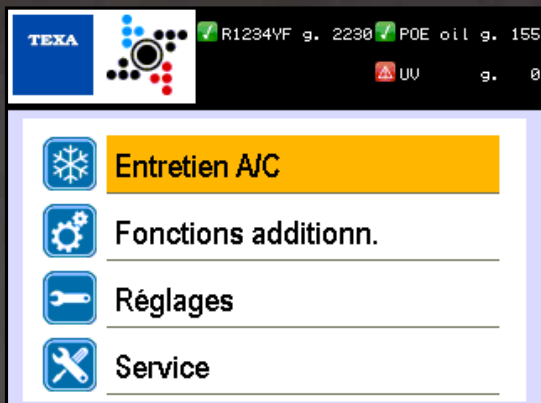 TEXA
R1234YF g. 2230 POE oil g. 155
UV g. 0
Entretien A/C
Fonctions additionn.
Réglages
Service